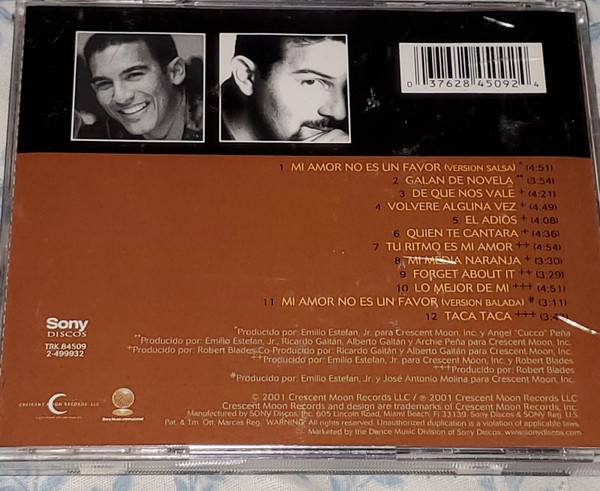 0 37628 45092 4
1 MI AMOR NO ES UN FAVOR (VERSION SALSA) * (4:51)
2 GALAN DE NOVELA ** (3:54)
3 DE QUE NOS VALE + (4:21)
4 VOLVERE ALGUNA VEZ + (4:49)
5 EL ADIÓS + (4:08)
6 QUIEN TE CANTARA + (4:36)
7 TU RITMO ES MI AMOR ++ (4:54)
8 MI MEDIA NARANJA + (3:30)
9 FORGET ABOUT IT ++ (3:29)
10 LO MEJOR DE MI +++ (4:51)
11 MI AMOR NO ES UN FAVOR (VERSION BALADA) * (3:11)
12 TACA TACA +++
Sony
DISCOS
TRK 84509
2-499932
*Producido por: Emilio Estefan, Jr. para Crescent Moon, Inc. y Angel "Cucco" Peña
**Producido por: Emilio Estefan, Jr., Ricardo Gaitán, Alberto Gaitán y Archie Peña para Crescent Moon, Inc.
+Producido por: Robert Blades, Co-Producido por: Ricardo Gaitán y Alberto Gaitán para Crescent Moon, Inc.
++Producido por: Emilio Estefan, Jr. para Crescent Moon, Inc. y Robert Blades
+++Producido por: Robert Blades
*Producido por: Emilio Estefan, Jr. y José Antonio Molina para Crescent Moon, Inc.
CRESCENT MOON RECORDS, LLC
Sony Music International
© 2001 Crescent Moon Records LLC / ℗ 2001 Crescent Moon Records LLC
Crescent Moon Records and design are trademarks of Crescent Moon Records, Inc.
Manufactured by SONY Discos, Inc. 605 Lincoln Road, Miami Beach, Fl 33139. Sony Discos & SONY Reg. U.S.
Pat. & Tm. Off. Marcas Reg. WARNING: All rights reserved. Unauthorized duplication is a violation of applicable laws.
Marketed by the Dance Music Division of Sony Discos. www.sonydiscos.com